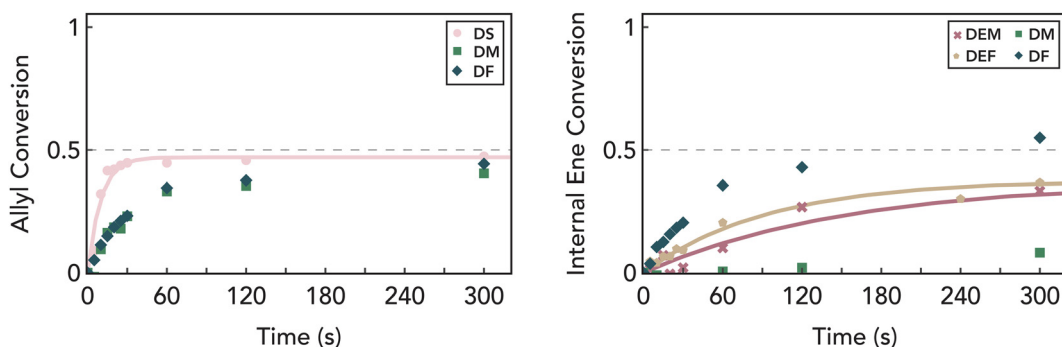 Allyl Conversion
1
0.5
0
DS
DM
DF
0 60 120 180 240 300
Time (s)
Internal Ene Conversion
1
0.5
0
DEM DM
DEF DF
0 60 120 180 240 300
Time (s)